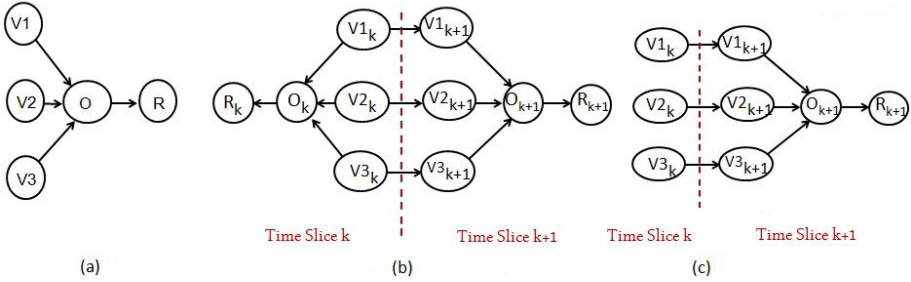 V1
V2
O
R
V3
(a)
V1k
V1k+1
Rk
Ok
V2k
V2k+1
Ok+1
Rk+1
V3k
V3k+1
Time Slice k
Time Slice k+1
(b)
V1k
V1k+1
V2k
V2k+1
Ok+1
Rk+1
V3k
V3k+1
Time Slice k
Time Slice k+1
(c)